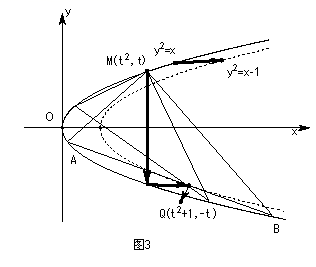 y
M(t²,t)
y²=x
y²=x-1
O
x
A
Q(t²+1,-t)
B
图3